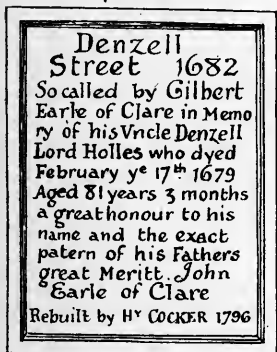 Denzell
Street 1682
So called by Gilbert
Earle of Clare in Memo
ry of his Vncle Denzell
Lord Holles who dyed
February yᵉ 17ᵗʰ 1679
Aged 81 years 3 months
a great honour to his
name and the exact
patern of his Fathers
great Meritt. John
Earle of Clare
Rebuilt by Hʸ COCKER 1796